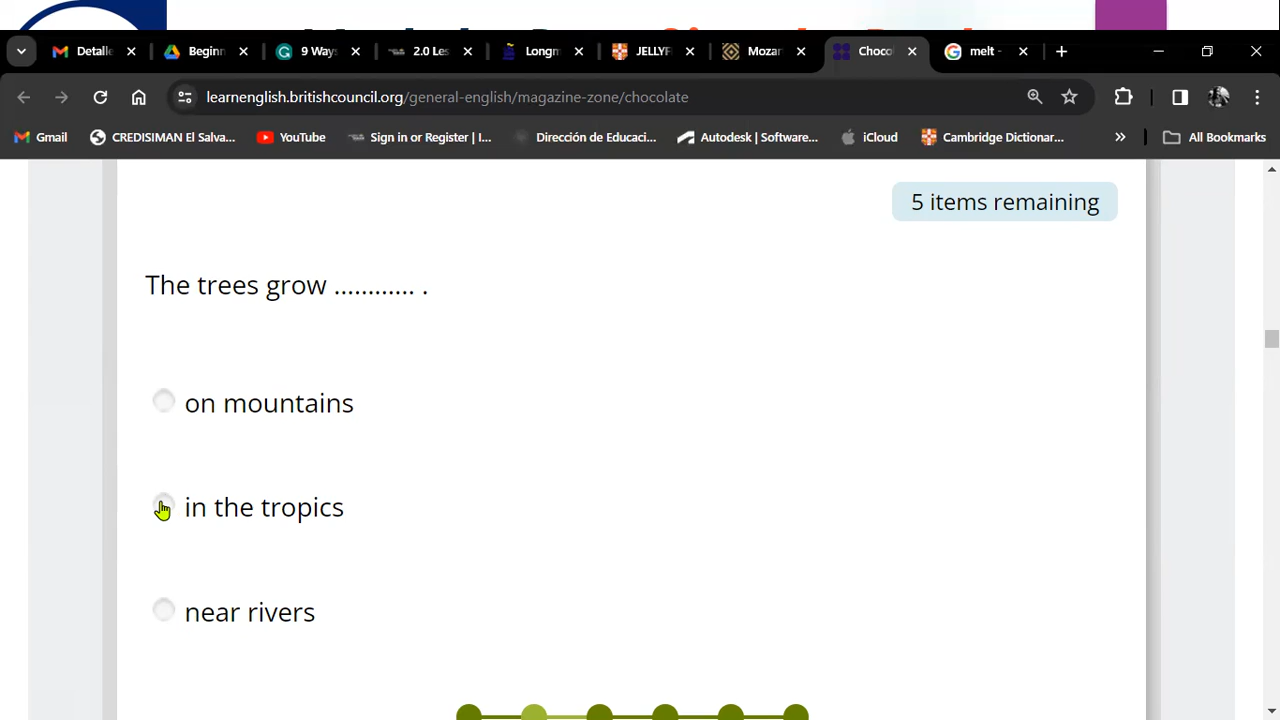 Detalle
Beginn
9 Ways
2.0 Les
Longm
JELLYF
Mozar
Choco
melt -
learnenglish.britishcouncil.org/general-english/magazine-zone/chocolate
Gmail
CREDISIMAN El Salva...
YouTube
Sign in or Register | I...
Dirección de Educaci...
Autodesk | Software...
iCloud
Cambridge Dictionar...
All Bookmarks
5 items remaining
The trees grow ............ .
on mountains
in the tropics
near rivers